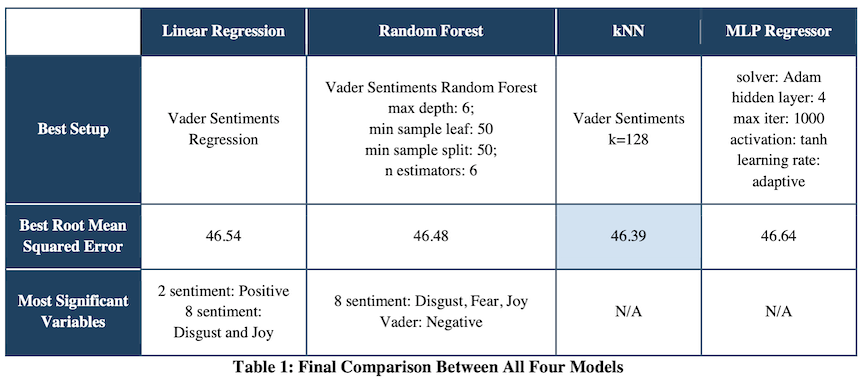 Linear Regression
Random Forest
kNN
MLP Regressor
Best Setup
Vader Sentiments
Regression
Vader Sentiments Random Forest
max depth: 6;
min sample leaf: 50
min sample split: 50;
n estimators: 6
Vader Sentiments
k=128
solver: Adam
hidden layer: 4
max iter: 1000
activation: tanh
learning rate:
adaptive
Best Root Mean
Squared Error
46.54
46.48
46.39
46.64
Most Significant
Variables
2 sentiment: Positive
8 sentiment:
Disgust and Joy
8 sentiment: Disgust, Fear, Joy
Vader: Negative
N/A
N/A
Table 1: Final Comparison Between All Four Models